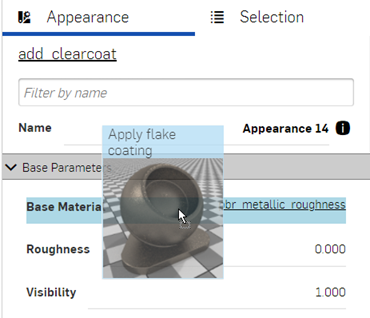 Appearance
Selection
add_clearcoat
Filter by name
Name
Appearance 14
Apply flake
coating
Base Parameters
Base Materia
br_metallic_roughness
Roughness
0.000
Visibility
1.000